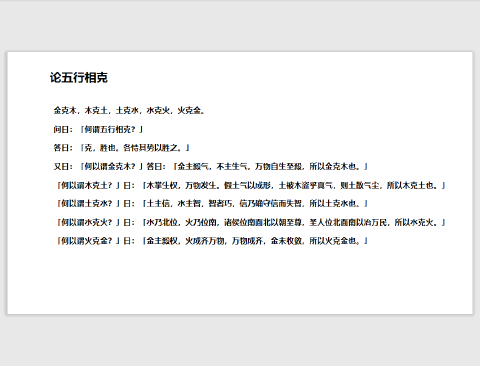 论五行相克
金克木，木克土，土克水，水克火，火克金。
问曰：「何谓五行相克？」
答曰：「克，胜也。各恃其势以胜之。」
又曰：「何以谓金克木？」答曰：「金主殺气，不主生气，万物自生至殺，所以金克木也。」
「何以谓木克土？」曰：「木掌生权，万物发生。假土气以成形，土被木盗乎真气，则土散气尘，所以木克土也。」
「何以谓土克水？」曰：「土主信，水主智，智者巧，信乃确守信而失智，所以土克水也。」
「何以谓水克火？」曰：「水乃北位，火乃位南，诸侯位南面北以朝至尊，圣人位北面南以治万民，所以水克火。」
「何以谓火克金？」曰：「金主殺权，火成齐万物，万物成齐，金未收斂，所以火克金也。」